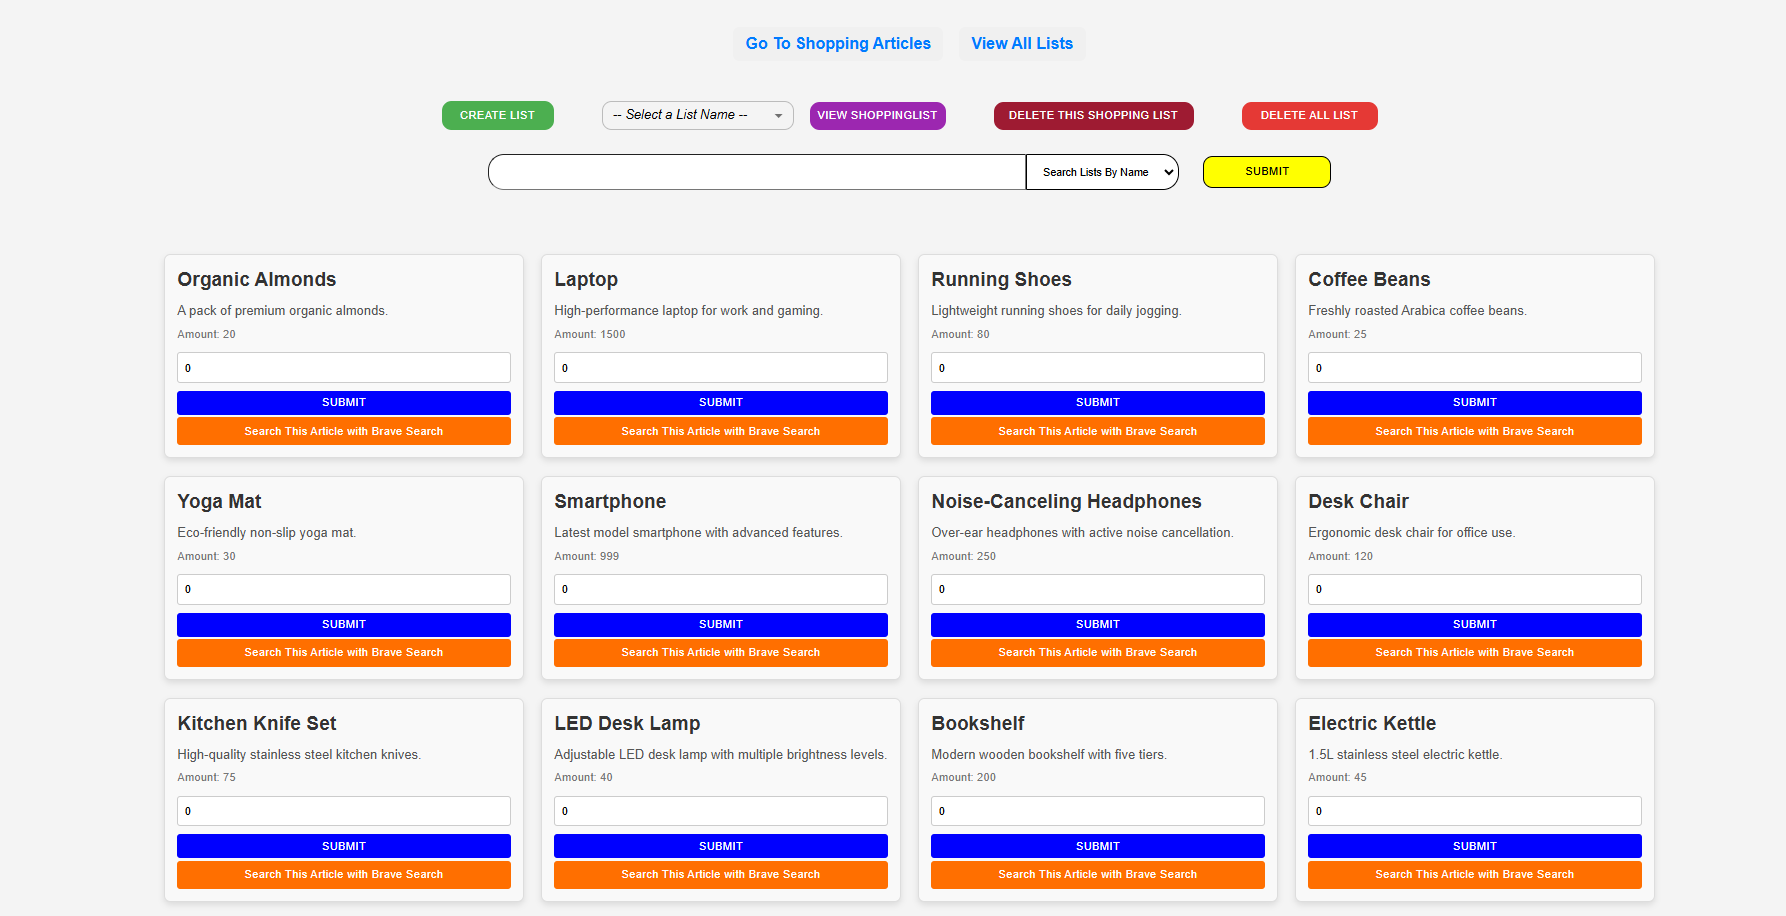 Go To Shopping Articles
View All Lists
CREATE LIST
-- Select a List Name --
VIEW SHOPPINGLIST
DELETE THIS SHOPPING LIST
DELETE ALL LIST
Search Lists By Name
SUBMIT
Organic Almonds
A pack of premium organic almonds.
Amount: 20
0
SUBMIT
Search This Article with Brave Search
Laptop
High-performance laptop for work and gaming.
Amount: 1500
0
SUBMIT
Search This Article with Brave Search
Running Shoes
Lightweight running shoes for daily jogging.
Amount: 80
0
SUBMIT
Search This Article with Brave Search
Coffee Beans
Freshly roasted Arabica coffee beans.
Amount: 25
0
SUBMIT
Search This Article with Brave Search
Yoga Mat
Eco-friendly non-slip yoga mat.
Amount: 30
0
SUBMIT
Search This Article with Brave Search
Smartphone
Latest model smartphone with advanced features.
Amount: 999
0
SUBMIT
Search This Article with Brave Search
Noise-Canceling Headphones
Over-ear headphones with active noise cancellation.
Amount: 250
0
SUBMIT
Search This Article with Brave Search
Desk Chair
Ergonomic desk chair for office use.
Amount: 120
0
SUBMIT
Search This Article with Brave Search
Kitchen Knife Set
High-quality stainless steel kitchen knives.
Amount: 75
0
SUBMIT
Search This Article with Brave Search
LED Desk Lamp
Adjustable LED desk lamp with multiple brightness levels.
Amount: 40
0
SUBMIT
Search This Article with Brave Search
Bookshelf
Modern wooden bookshelf with five tiers.
Amount: 200
0
SUBMIT
Search This Article with Brave Search
Electric Kettle
1.5L stainless steel electric kettle.
Amount: 45
0
SUBMIT
Search This Article with Brave Search